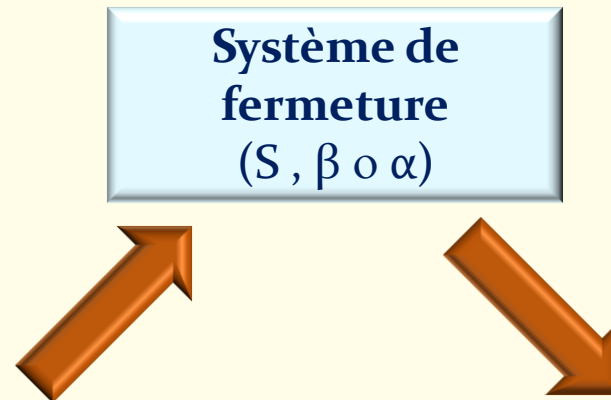 Système de
fermeture
(S , β o α)